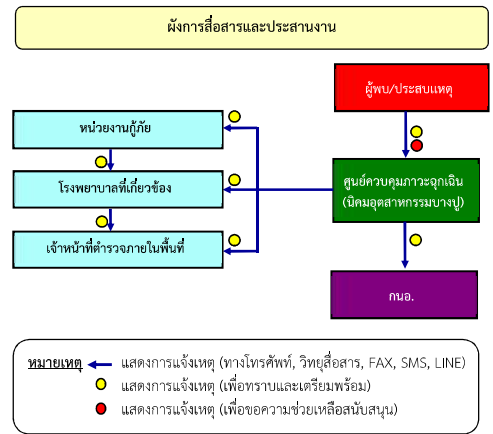 ผังการสื่อสารและประสานงาน
ผู้พบ/ประสบเหตุ
หน่วยงานกู้ภัย
โรงพยาบาลที่เกี่ยวข้อง
ศูนย์ควบคุมภาวะฉุกเฉิน
(นิคมอุตสาหกรรมบางปู)
เจ้าหน้าที่ตำรวจภายในพื้นที่
กนอ.
หมายเหตุ แสดงการแจ้งเหตุ (ทางโทรศัพท์, วิทยุสื่อสาร, FAX, SMS, LINE)
แสดงการแจ้งเหตุ (เพื่อทราบและเตรียมพร้อม)
แสดงการแจ้งเหตุ (เพื่อขอความช่วยเหลือสนับสนุน)